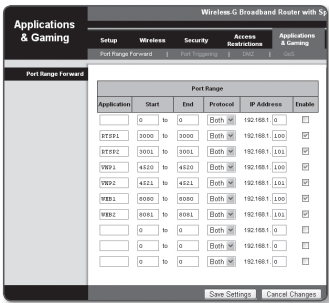 Wireless-G Broadband Router with Sp
Applications & Gaming
Setup Wireless Security Access Restrictions Applications & Gaming
Port Range Forward | Port Triggering | DMZ | QoS
Port Range Forward
Port Range
Application Start End Protocol IP Address Enable
0 to 0 Both 192.168.1. 0
RTSP1 3000 to 3000 Both 192.168.1. 100
RTSP2 3001 to 3001 Both 192.168.1. 101
VNP1 4520 to 4520 Both 192.168.1. 100
VNP2 4521 to 4521 Both 192.168.1. 101
WEB1 8080 to 8080 Both 192.168.1. 100
WEB2 8081 to 8081 Both 192.168.1. 101
0 to 0 Both 192.168.1. 0
0 to 0 Both 192.168.1. 0
0 to 0 Both 192.168.1. 0
Save Settings Cancel Changes